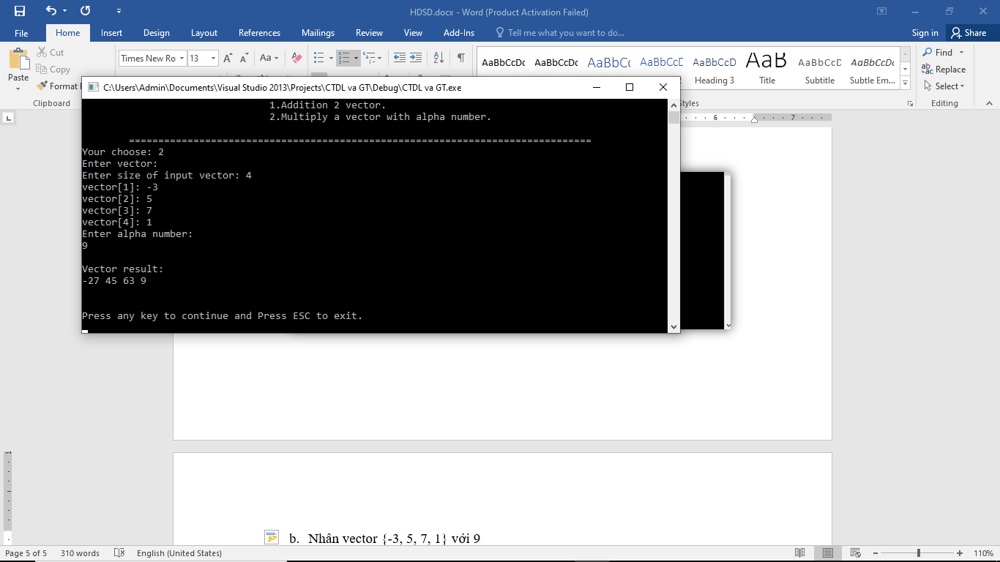 HDSD.docx - Word (Product Activation Failed)
File Home Insert Design Layout References Mailings Review View Add-Ins Tell me what you want to do... Sign in Share
Paste
Cut
Copy
Format
Clipboard
Times New Ro 13 Aa
AaBbCcDc AaBbCcDc AaBbCc AaBbCcD AaBbCcD AaB AaBbCcD AaBbCcDc
Heading 3 Title Subtitle Subtle Em...
Styles
Find
Replace
Select
Editing
C:\Users\Admin\Documents\Visual Studio 2013\Projects\CTDL va GT\Debug\CTDL va GT.exe
6 7
1.Addition 2 vector.
2.Multiply a vector with alpha number.
===============================================================================
Your choose: 2
Enter vector:
Enter size of input vector: 4
vector[1]: -3
vector[2]: 5
vector[3]: 7
vector[4]: 1
Enter alpha number:
9
Vector result:
-27 45 63 9
Press any key to continue and Press ESC to exit.
1
b. Nhân vector {-3, 5, 7, 1} với 9
Page 5 of 5 310 words English (United States) 110%